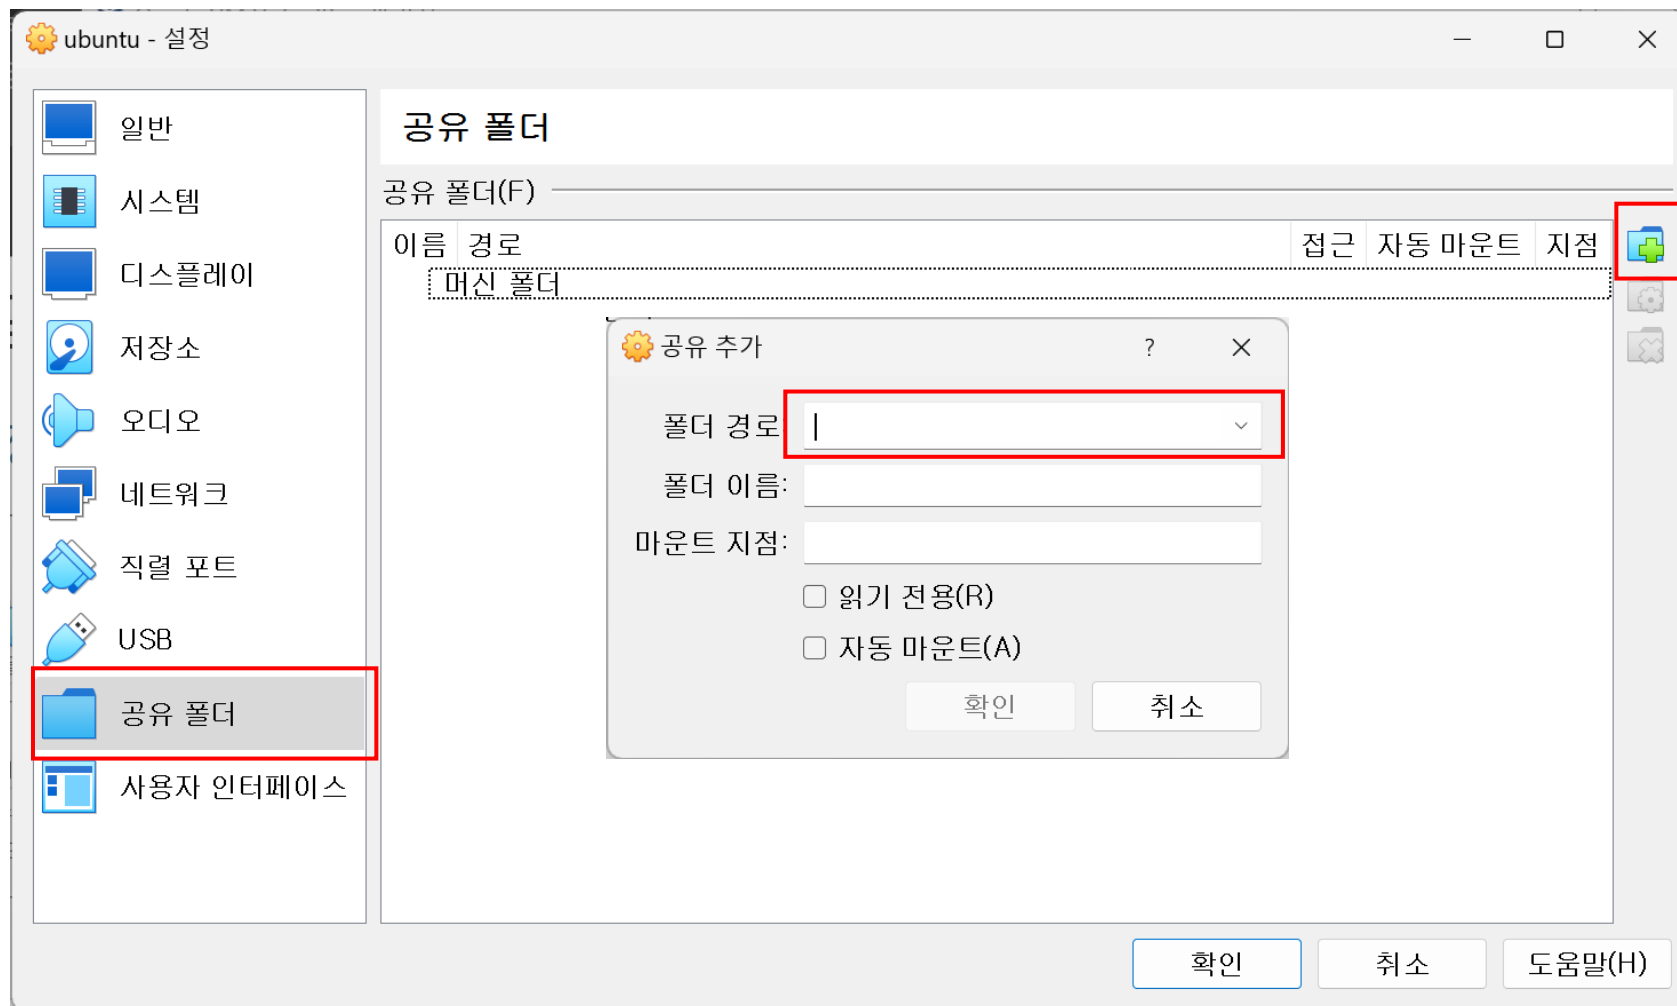 ubuntu - 설정
일반
시스템
디스플레이
저장소
오디오
네트워크
직렬 포트
USB
공유 폴더
사용자 인터페이스
공유 폴더
공유 폴더(F)
이름 경로 접근 자동 마운트 지점
머신 폴더
공유 추가 ?
폴더 경로
폴더 이름:
마운트 지점:
읽기 전용(R)
자동 마운트(A)
확인 취소
확인 취소 도움말(H)